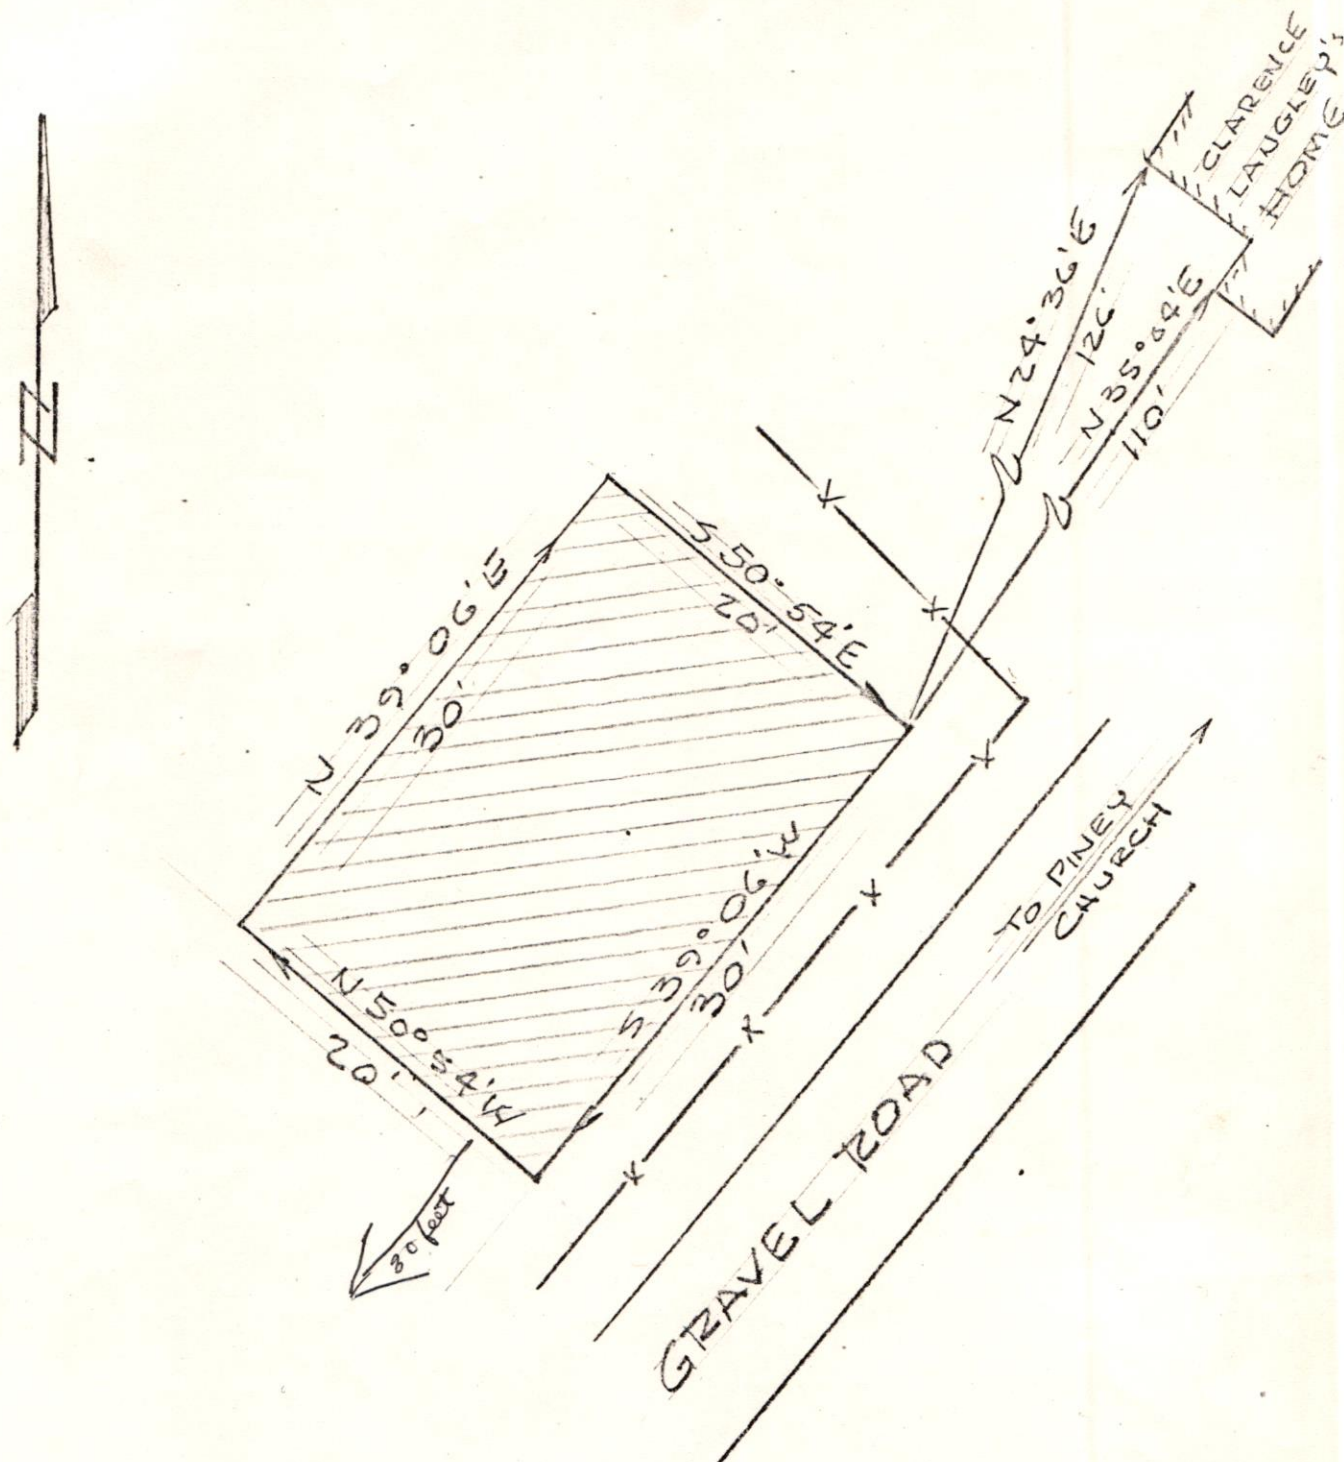 CLARENCE
LANGLEY'S
HOME
N 24° 36' E
126'
N 35° 04' E
110'
N
S 50° 54' E
20'
N 39° 06' E
30'
S 39° 06' W
30'
N 50° 54' W
20'
30 feet
TO PINEY
CHURCH
GRAVEL ROAD